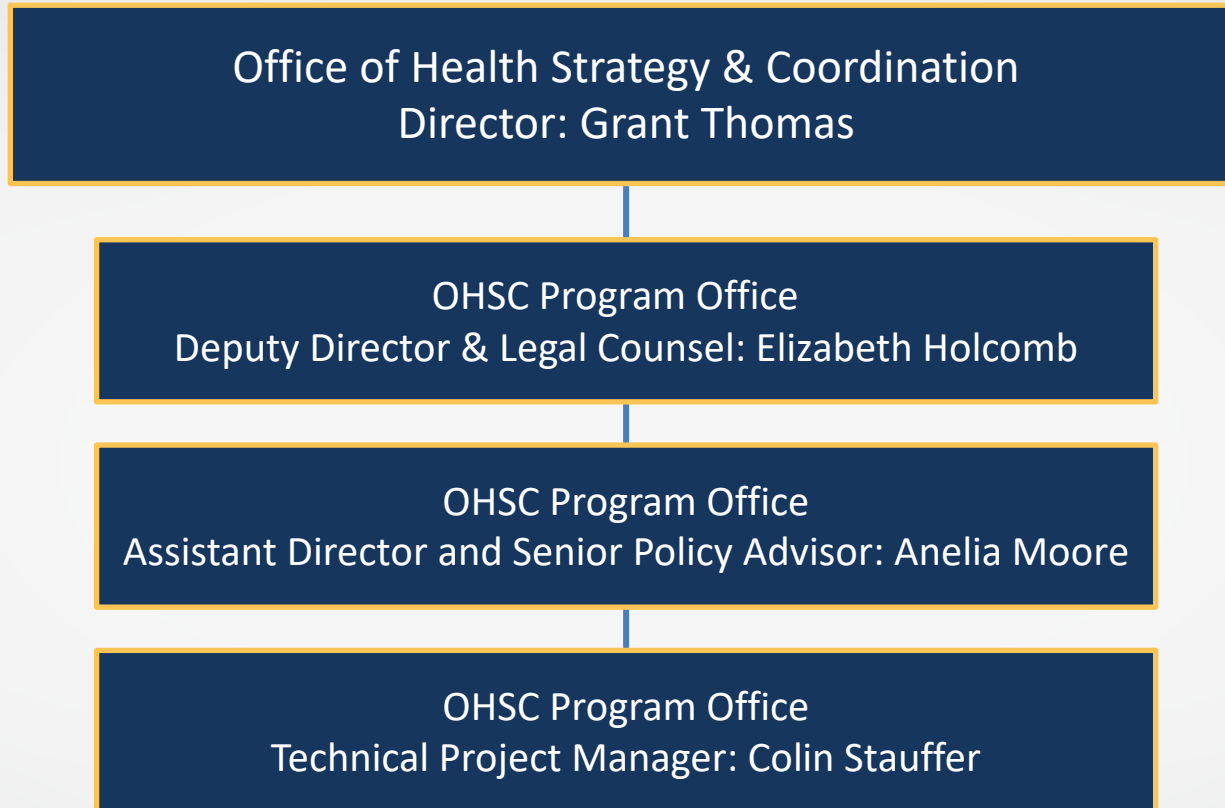 Office of Health Strategy & Coordination
Director: Grant Thomas
OHSC Program Office
Deputy Director & Legal Counsel: Elizabeth Holcomb
OHSC Program Office
Assistant Director and Senior Policy Advisor: Anelia Moore
OHSC Program Office
Technical Project Manager: Colin Stauffer